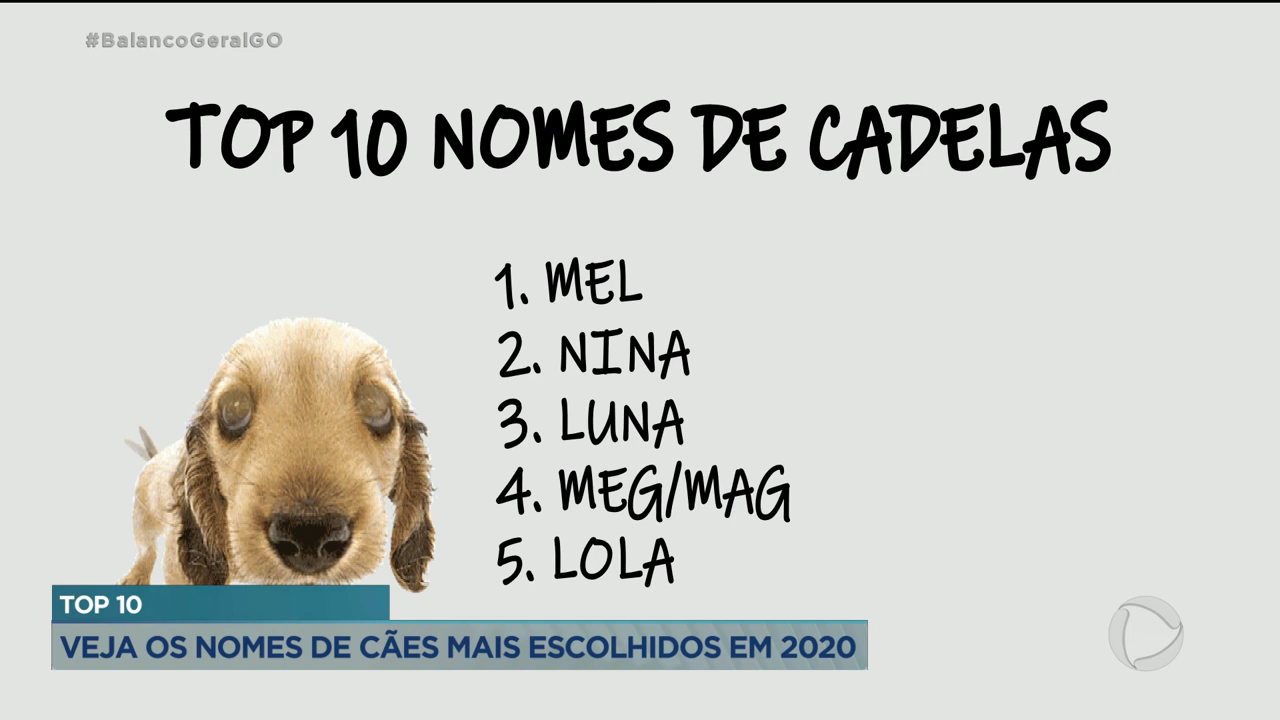 #BalancoGeralGO
TOP 10 NOMES DE CADELAS
1. MEL
2. NINA
3. LUNA
4. MEG/MAG
5. LOLA
TOP 10
VEJA OS NOMES DE CÃES MAIS ESCOLHIDOS EM 2020